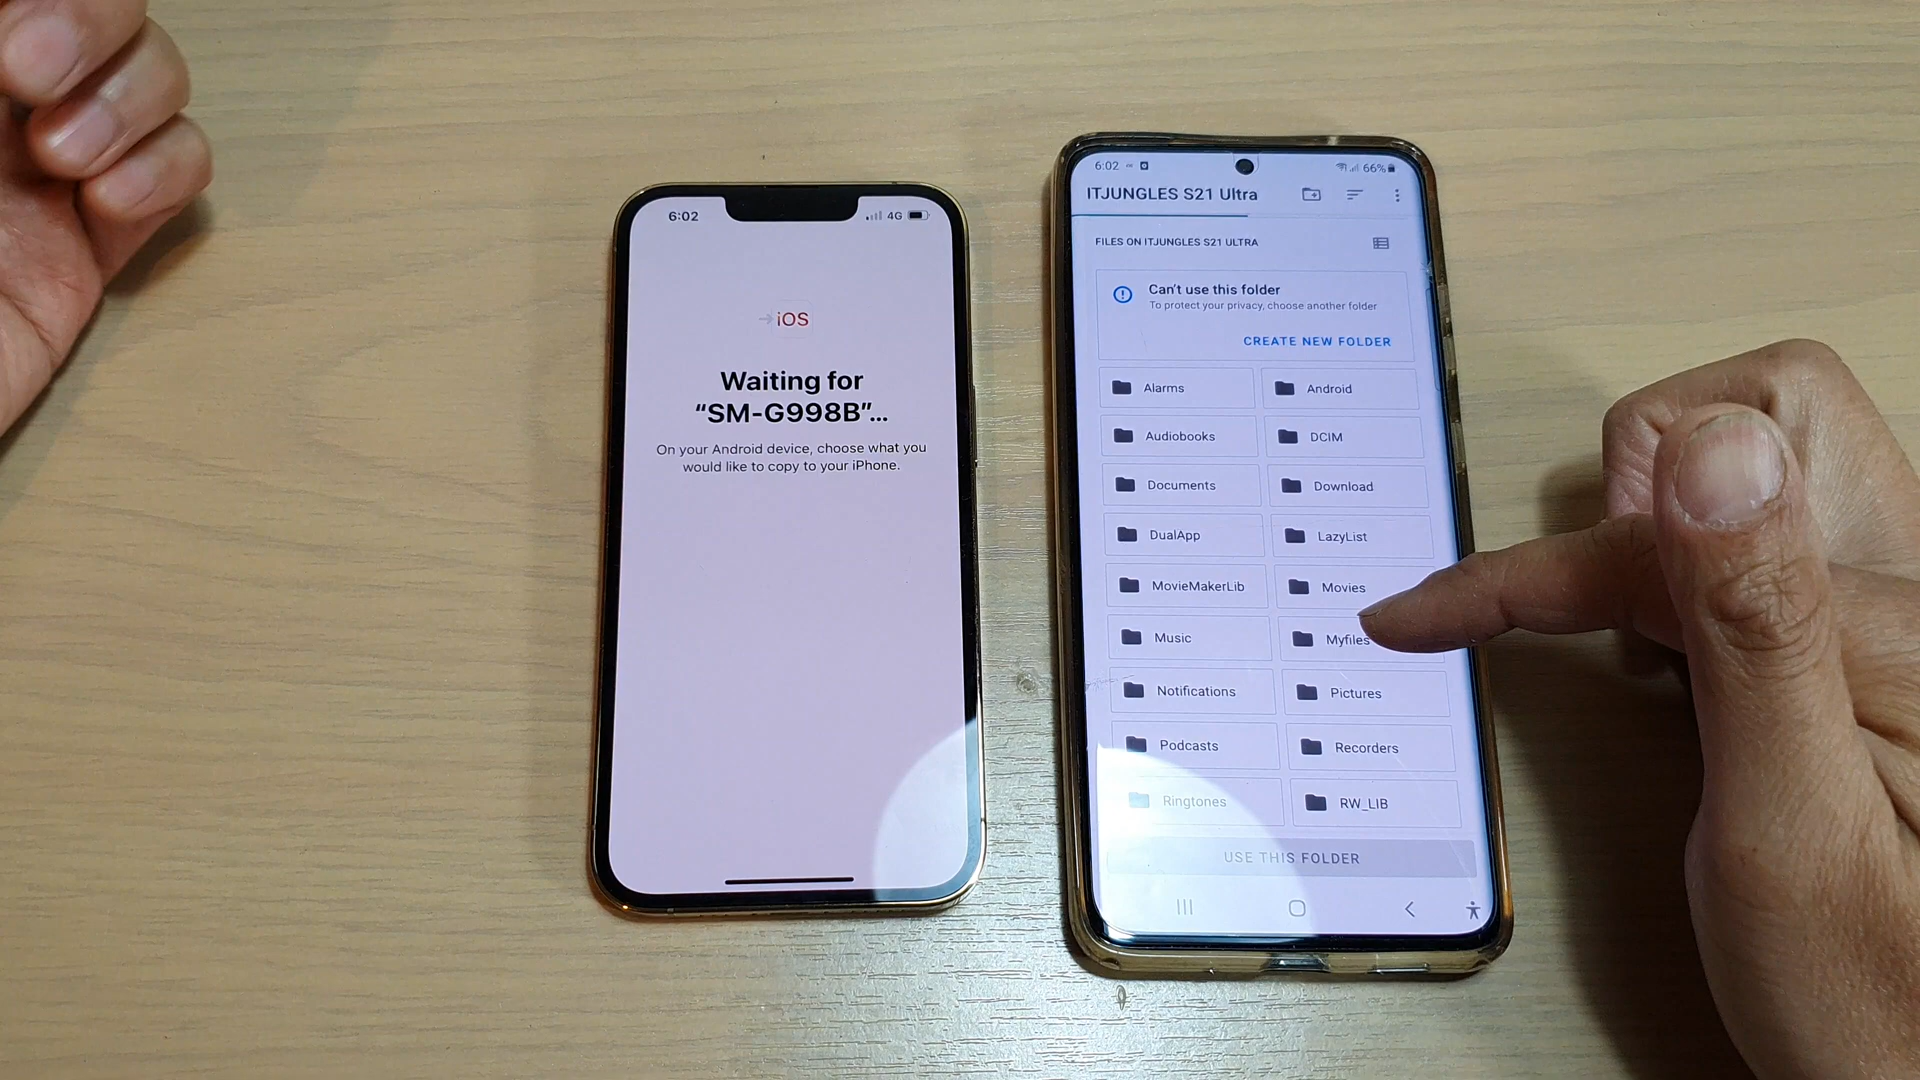 6:02
4G
iOS
Waiting for
“SM-G998B”...
On your Android device, choose what you
would like to copy to your iPhone.
6:02
66%
ITJUNGLES S21 Ultra
FILES ON ITJUNGLES S21 ULTRA
Can't use this folder
To protect your privacy, choose another folder
CREATE NEW FOLDER
Alarms
Android
Audiobooks
DCIM
Documents
Download
DualApp
LazyList
MovieMakerLib
Movies
Music
Myfiles
Notifications
Pictures
Podcasts
Recorders
Ringtones
RW_LIB
USE THIS FOLDER